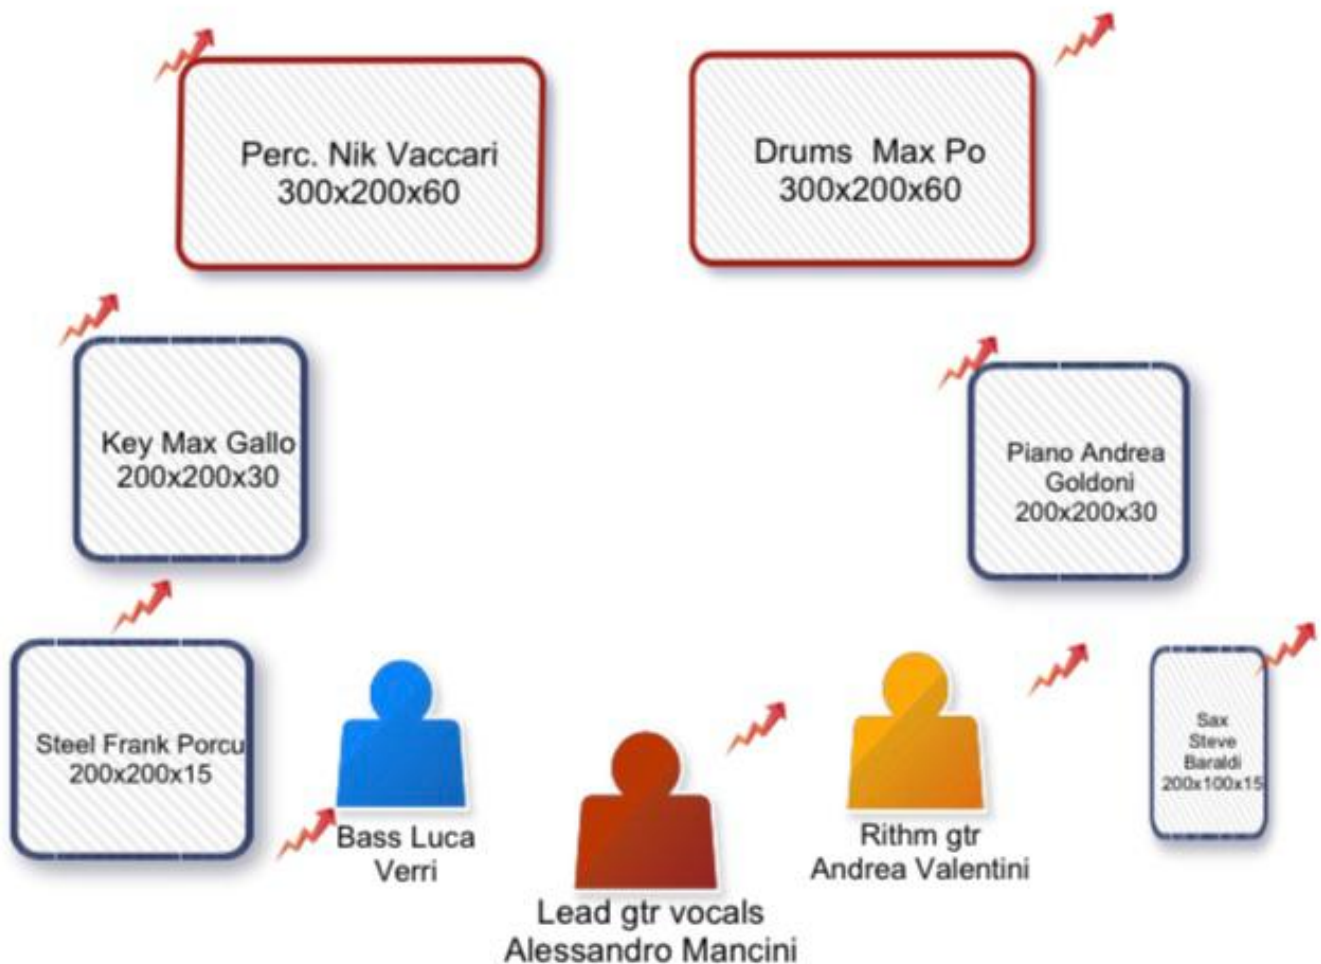 Perc. Nik Vaccari
300x200x60
Drums Max Po
300x200x60
Key Max Gallo
200x200x30
Piano Andrea
Goldoni
200x200x30
Steel Frank Porcu
200x200x15
Bass Luca
Verri
Lead gtr vocals
Alessandro Mancini
Rithm gtr
Andrea Valentini
Sax
Steve
Baraldi
200x100x15